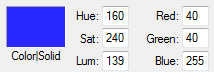 Hue: 160 Red: 40
Sat: 240 Green: 40
Color|Solid Lum: 139 Blue: 255